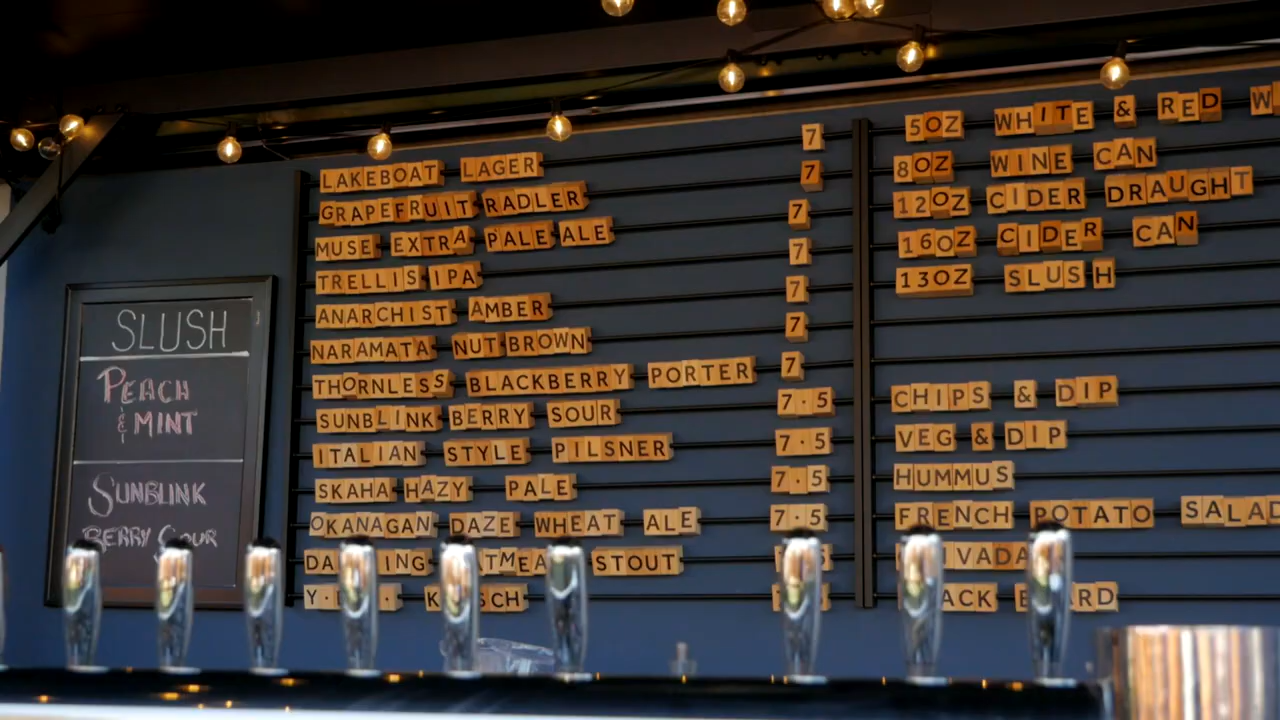 SLUSH
PEACH
& MINT
SUNBLINK
BERRY SOUR
LAKEBOAT LAGER 7
GRAPEFRUIT RADLER 7
MUSE EXTRA PALE ALE 7
TRELLIS IPA 7
ANARCHIST AMBER 7
NARAMATA NUT BROWN 7
THORNLESS BLACKBERRY PORTER 7
SUNBLINK BERRY SOUR 7.5
ITALIAN STYLE PILSNER 7.5
SKAHA HAZY PALE 7.5
OKANAGAN DAZE WHEAT ALE 7.5
STOUT
5OZ WHITE & RED
8OZ WINE CAN
12OZ CIDER DRAUGHT
16OZ CIDER CAN
13OZ SLUSH
CHIPS & DIP
VEG & DIP
HUMMUS
FRENCH POTATO SALAD